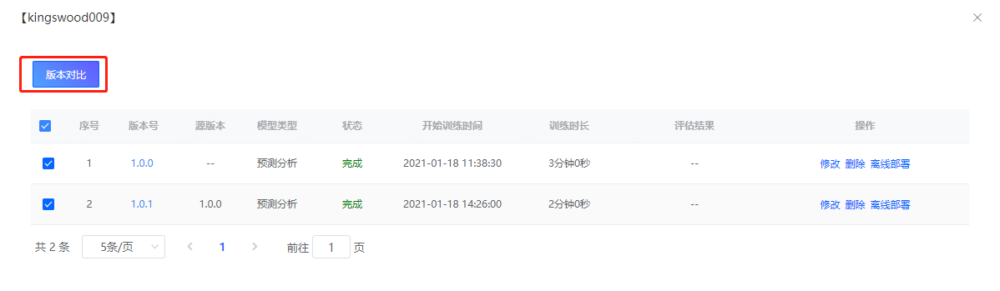 【kingswood009】
版本对比
序号 版本号 源版本 模型类型 状态 开始训练时间 训练时长 评估结果 操作
1 1.0.0 -- 预测分析 完成 2021-01-18 11:38:30 3分钟0秒 -- 修改 删除 离线部署
2 1.0.1 1.0.0 预测分析 完成 2021-01-18 14:26:00 2分钟0秒 -- 修改 删除 离线部署
共 2 条 5条/页 1 前往 1 页